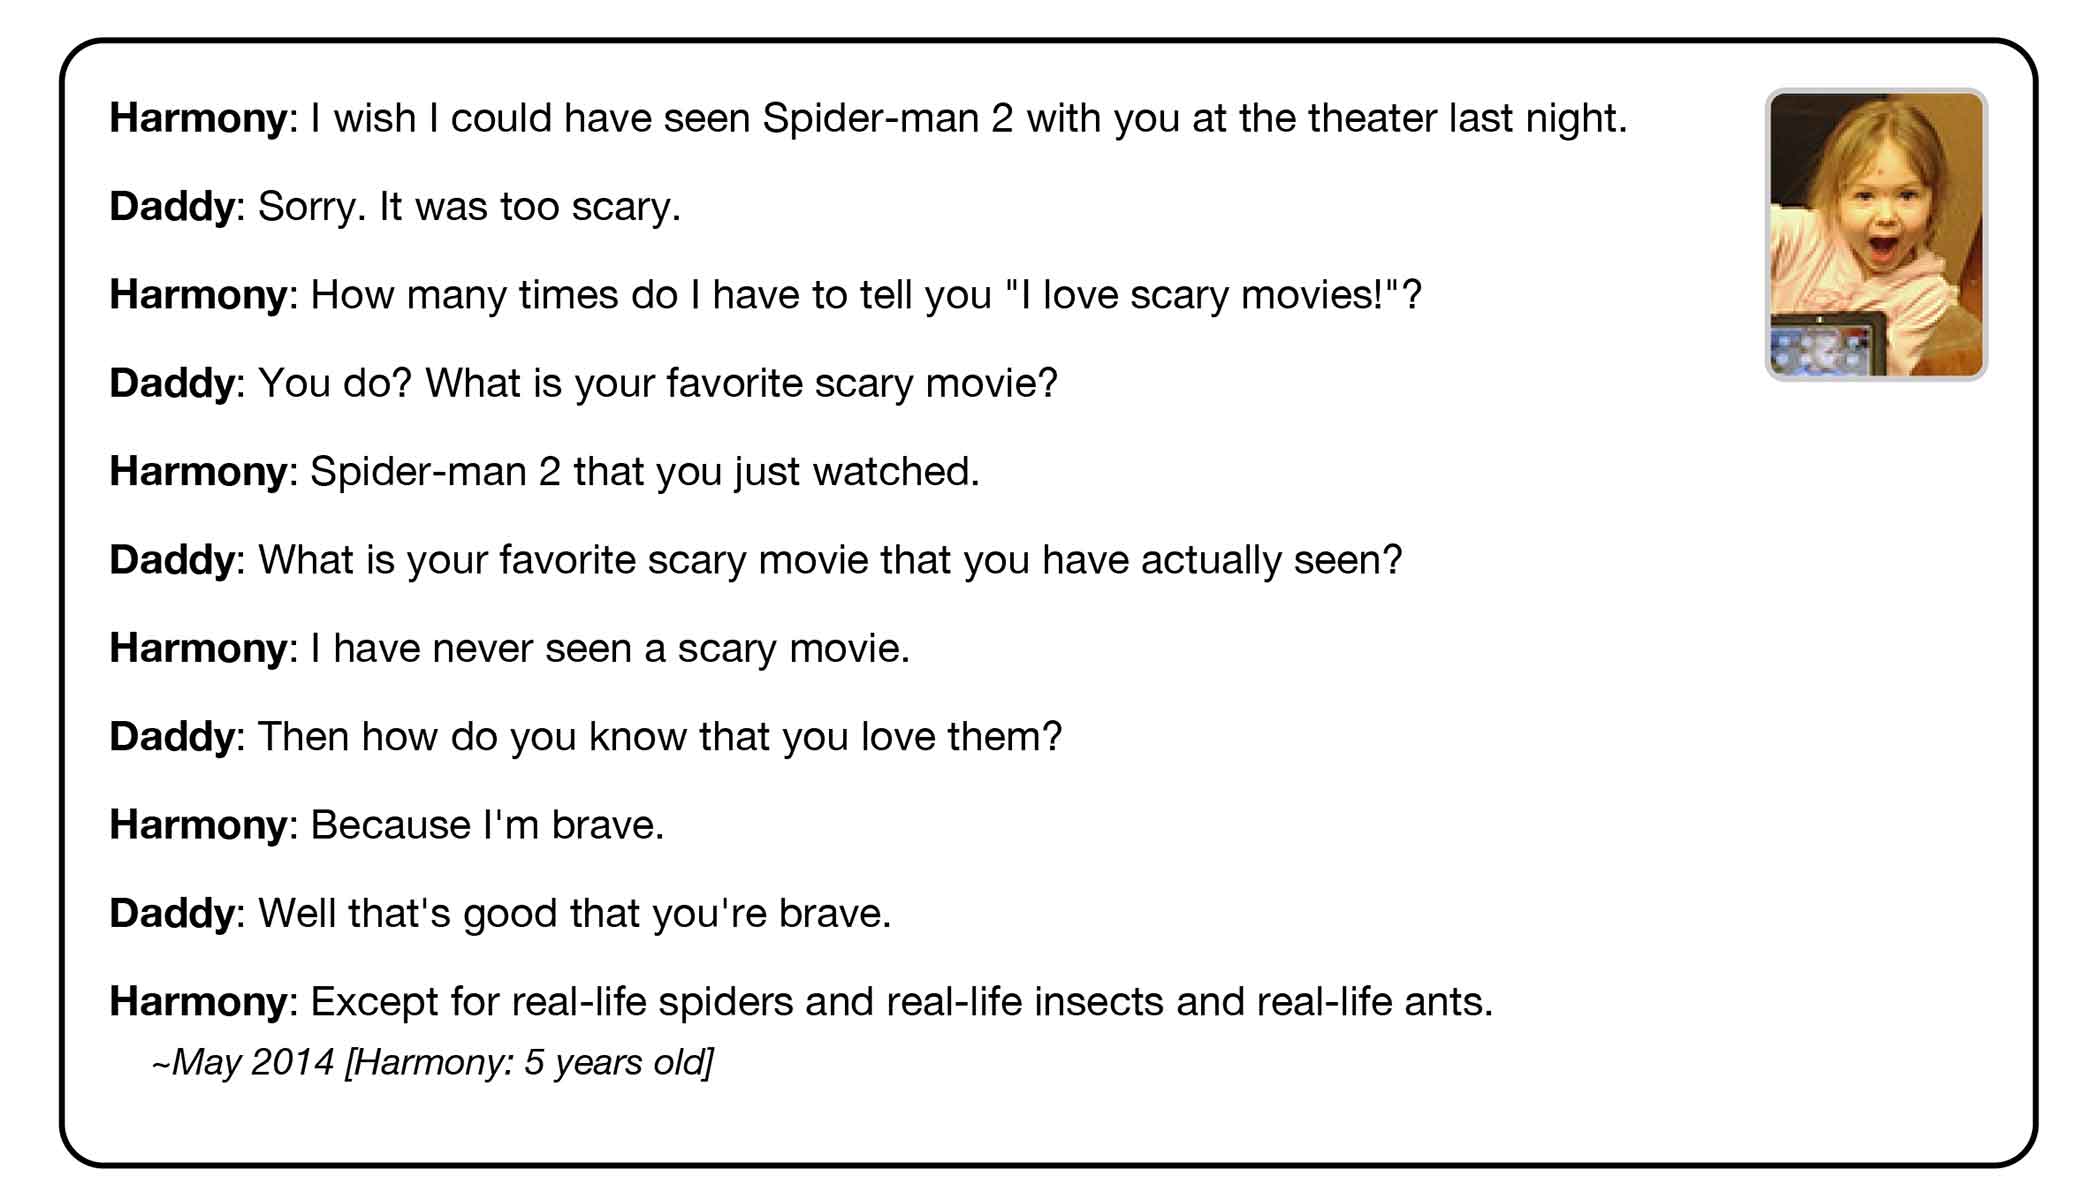 Harmony: I wish I could have seen Spider-man 2 with you at the theater last night.
Daddy: Sorry. It was too scary.
Harmony: How many times do I have to tell you "I love scary movies!"?
Daddy: You do? What is your favorite scary movie?
Harmony: Spider-man 2 that you just watched.
Daddy: What is your favorite scary movie that you have actually seen?
Harmony: I have never seen a scary movie.
Daddy: Then how do you know that you love them?
Harmony: Because I'm brave.
Daddy: Well that's good that you're brave.
Harmony: Except for real-life spiders and real-life insects and real-life ants.
~May 2014 [Harmony: 5 years old]